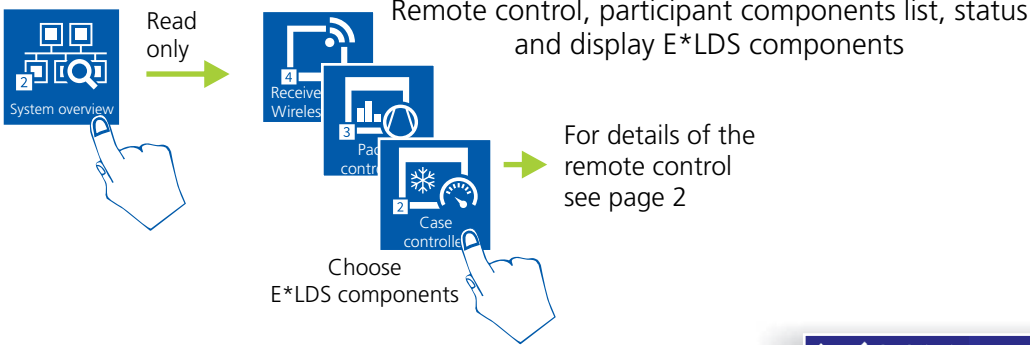 Remote control, participant components list, status
and display E*LDS components
Read
only
2
System overview
4
3
2
Case
For details of the
remote control
see page 2
Choose
E*LDS components